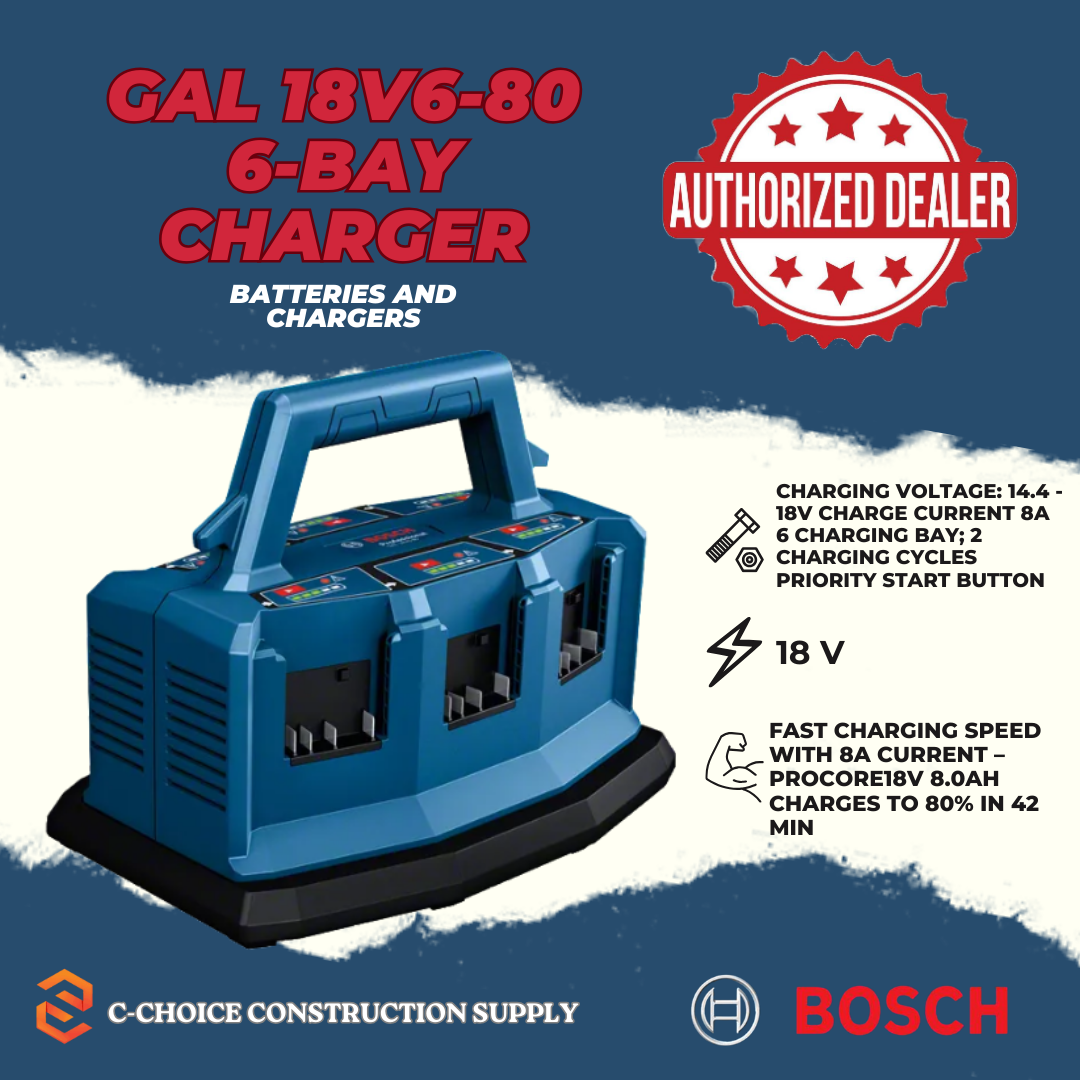 GAL 18V6-80
6-BAY
CHARGER
BATTERIES AND
CHARGERS
AUTHORIZED DEALER
BOSCH
Professional
CHARGING VOLTAGE: 14.4 -
18V CHARGE CURRENT 8A
6 CHARGING BAY; 2
CHARGING CYCLES
PRIORITY START BUTTON
18 V
FAST CHARGING SPEED
WITH 8A CURRENT –
PROCORE18V 8.0AH
CHARGES TO 80% IN 42
MIN
C-CHOICE CONSTRUCTION SUPPLY
BOSCH